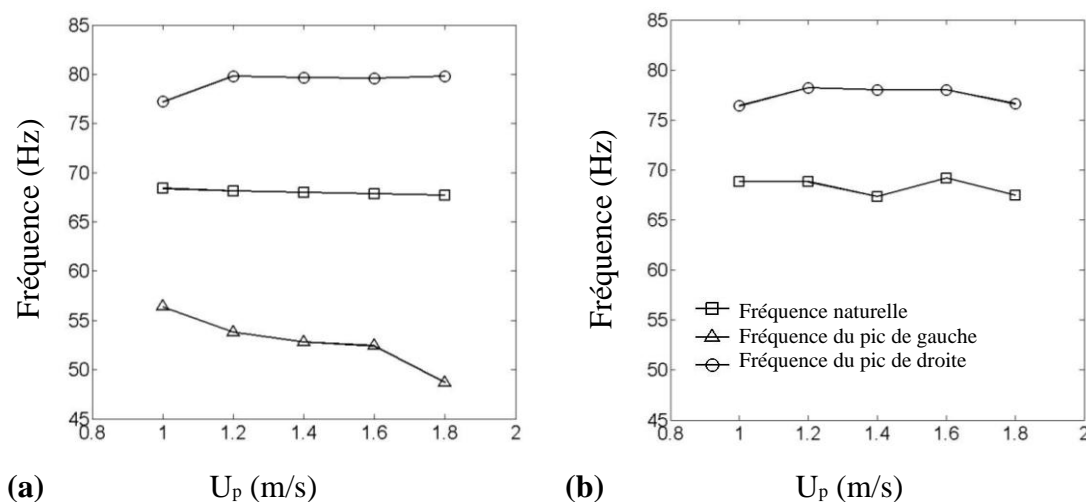 85
80
75
70
65
60
55
50
45
0.8 1 1.2 1.4 1.6 1.8 2
Fréquence (Hz)
(a) Up (m/s)
85
80
75
70
65
60
55
50
45
0.8 1 1.2 1.4 1.6 1.8 2
Fréquence (Hz)
Fréquence naturelle
Fréquence du pic de gauche
Fréquence du pic de droite
(b) Up (m/s)